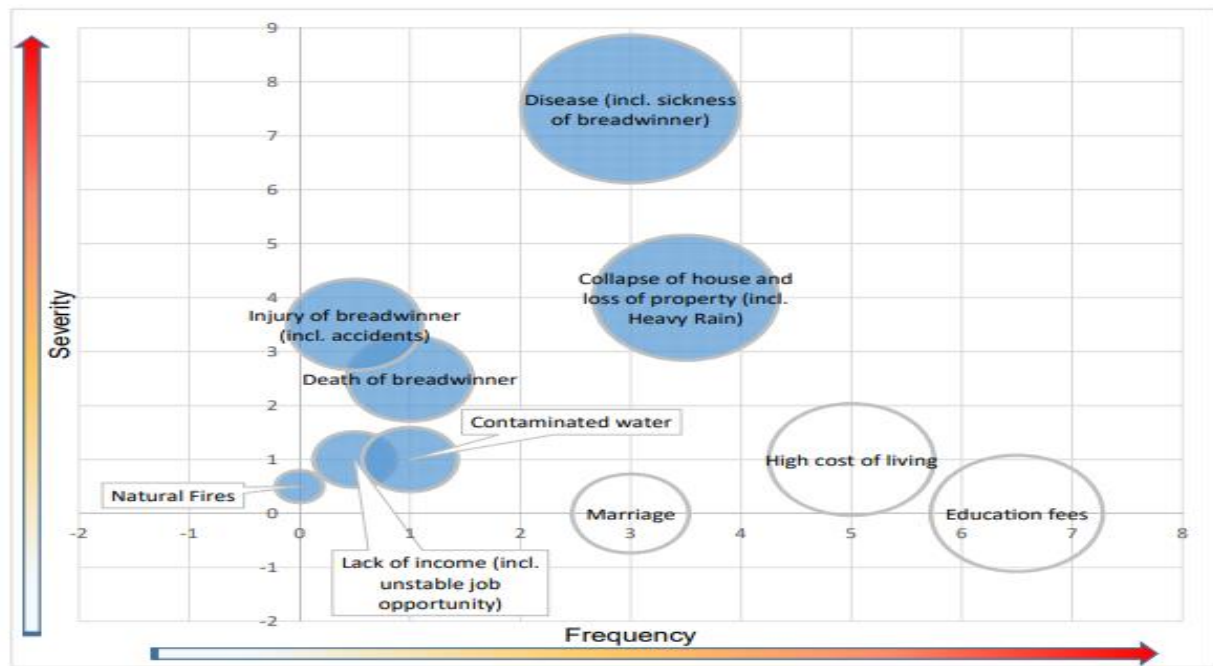 9
8
Disease (incl. sickness
of breadwinner)
7
6
5
Collapse of house and
loss of property (incl.
Heavy Rain)
4
Injury of breadwinner
(incl. accidents)
Severity
3
Death of breadwinner
2
Contaminated water
1
High cost of living
Natural Fires
0
Marriage
Education fees
-2 -1 0 1 2 3 4 5 6 7 8
Lack of income (incl.
unstable job
opportunity)
-1
-2
Frequency